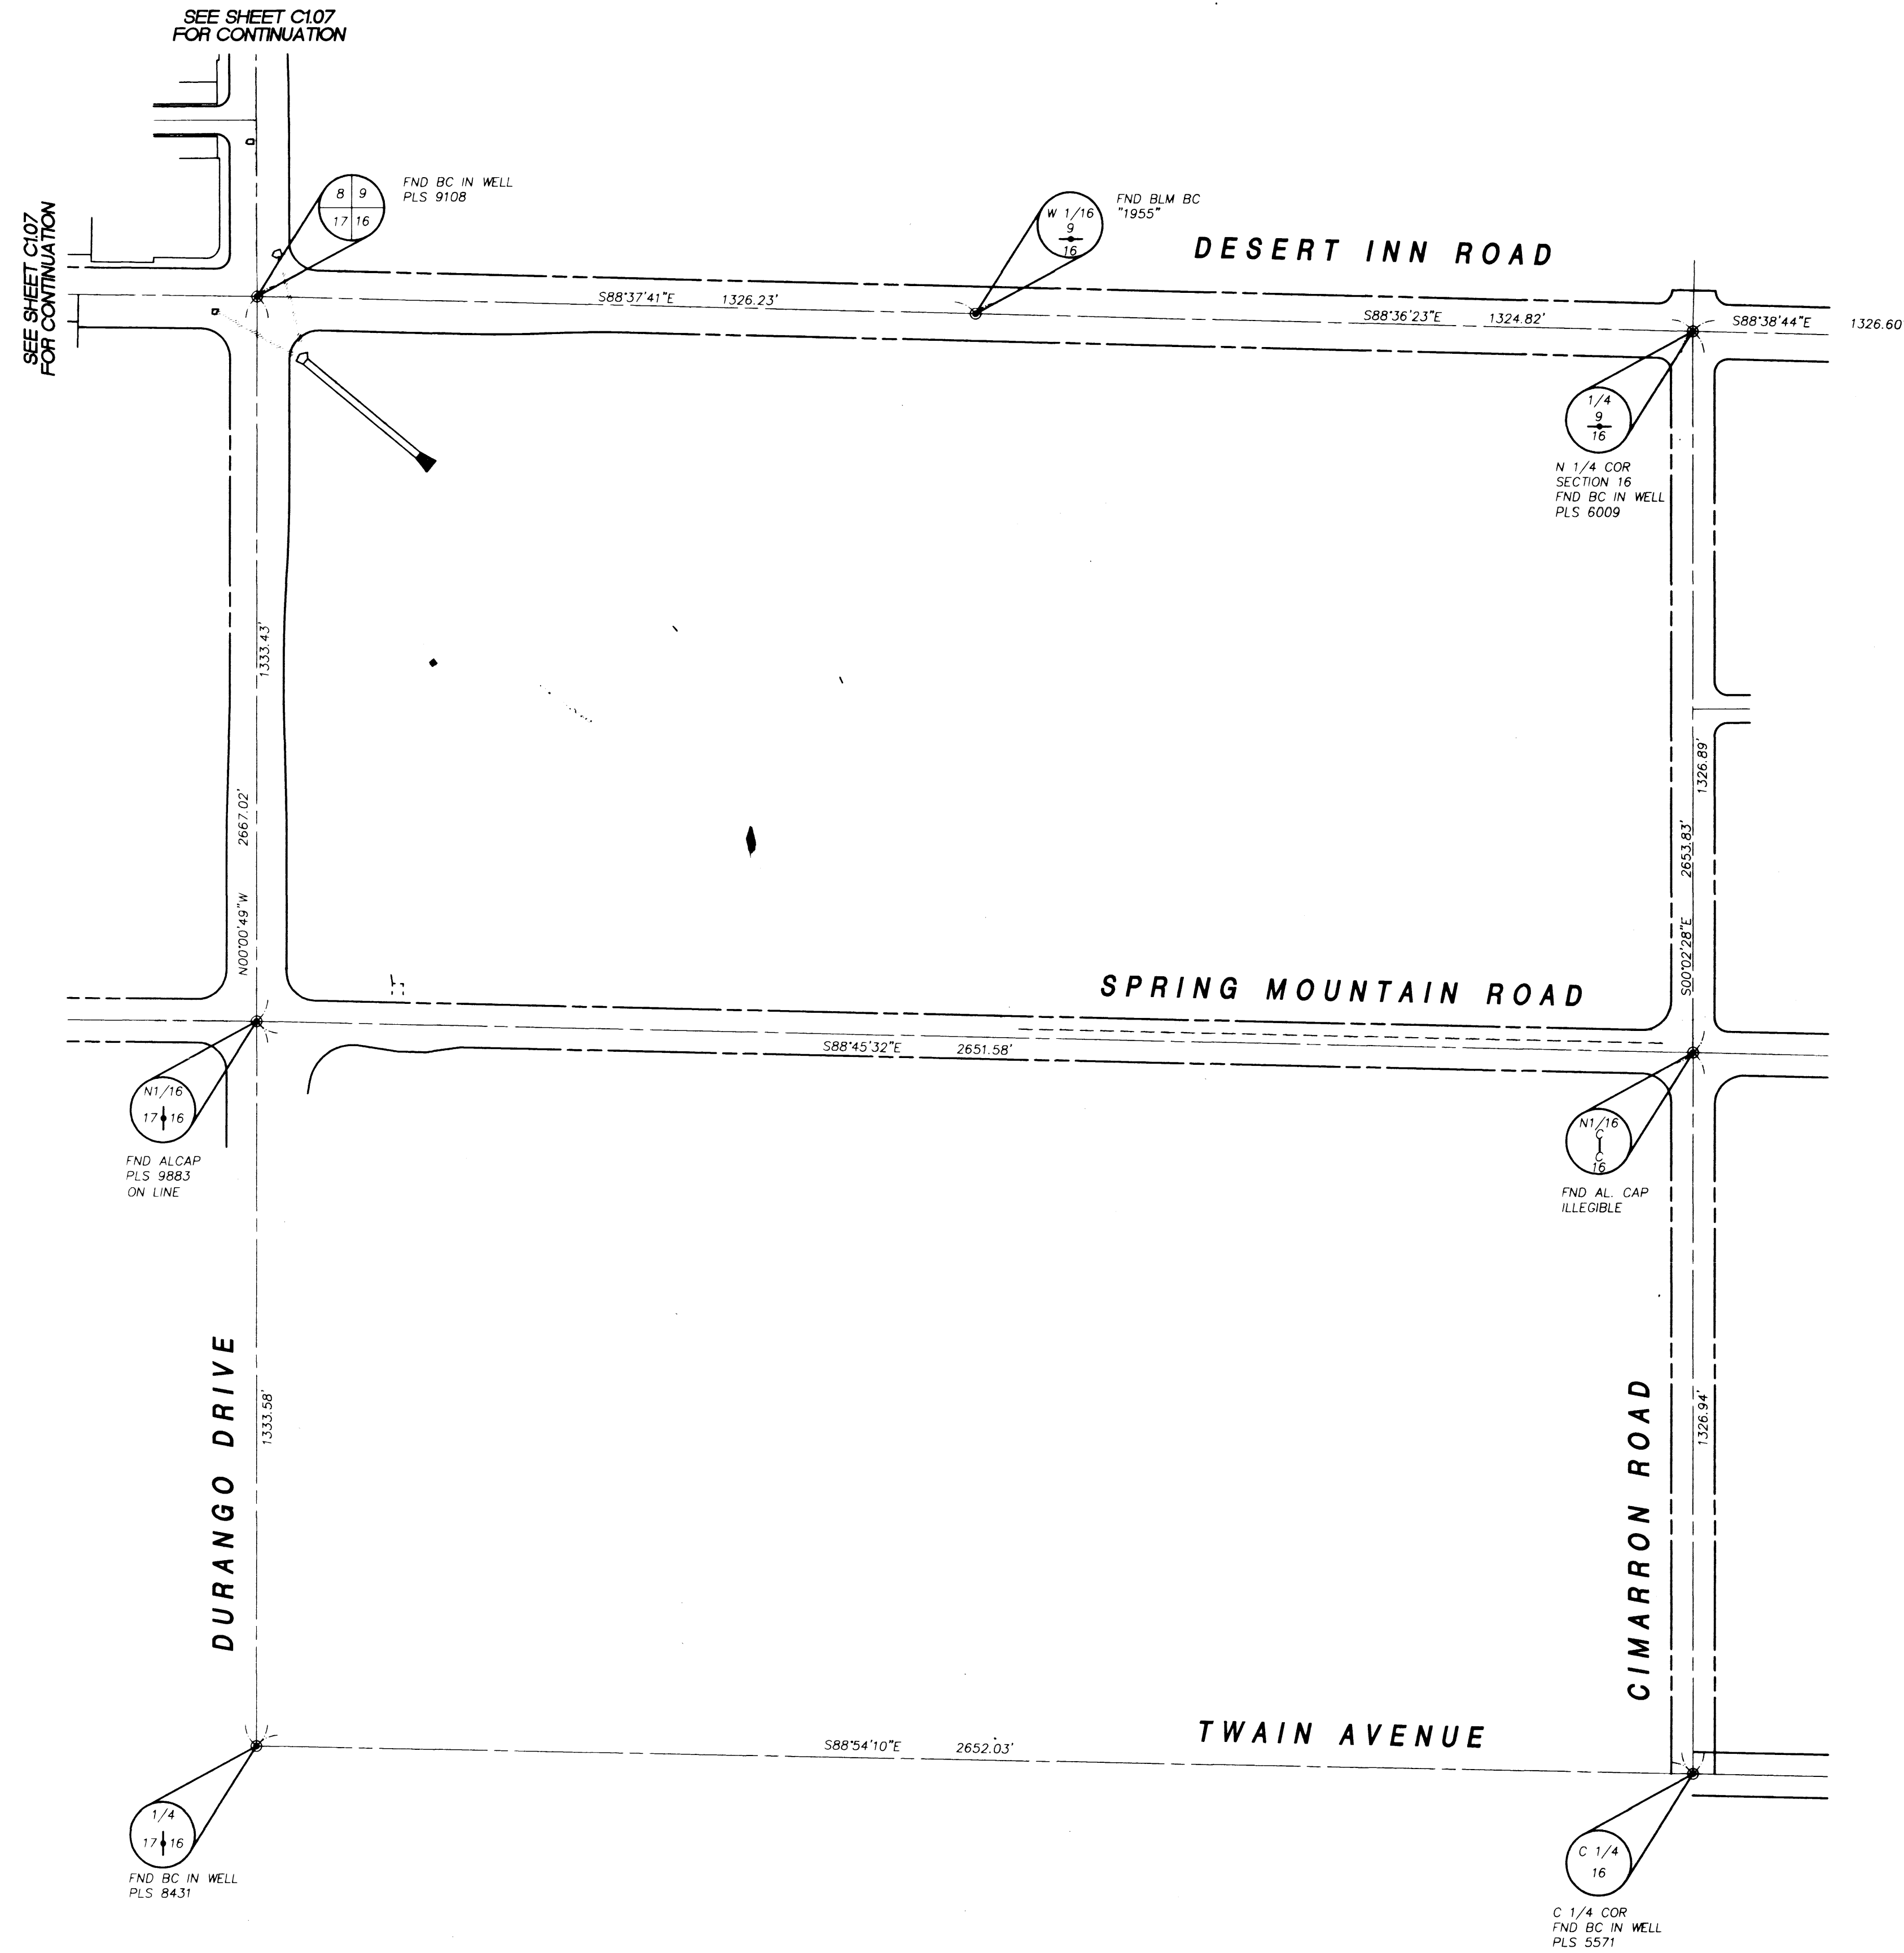 SEE SHEET C1.07
FOR CONTINUATION
SEE SHEET C1.07
FOR CONTINUATION
8 9
17 16
FND BC IN WELL
PLS 9108
W 1/16
9
16
FND BLM BC
"1955"
DESERT INN ROAD
S88°37'41"E 1326.23'
S88°36'23"E 1324.82'
S88°38'44"E 1326.60
1/4
9
16
N 1/4 COR
SECTION 16
FND BC IN WELL
PLS 6009
1333.43'
2667.02'
N00°00'49"W
1326.89'
2653.83'
S00°02'28"E
SPRING MOUNTAIN ROAD
S88°45'32"E 2651.58'
N1/16
17 16
FND ALCAP
PLS 9883
ON LINE
N1/16
C
C
16
FND AL. CAP
ILLEGIBLE
DURANGO DRIVE
1333.58'
CIMARRON ROAD
1326.94'
TWAIN AVENUE
S88°54'10"E 2652.03'
1/4
17 16
FND BC IN WELL
PLS 8431
C 1/4
16
C 1/4 COR
FND BC IN WELL
PLS 5571